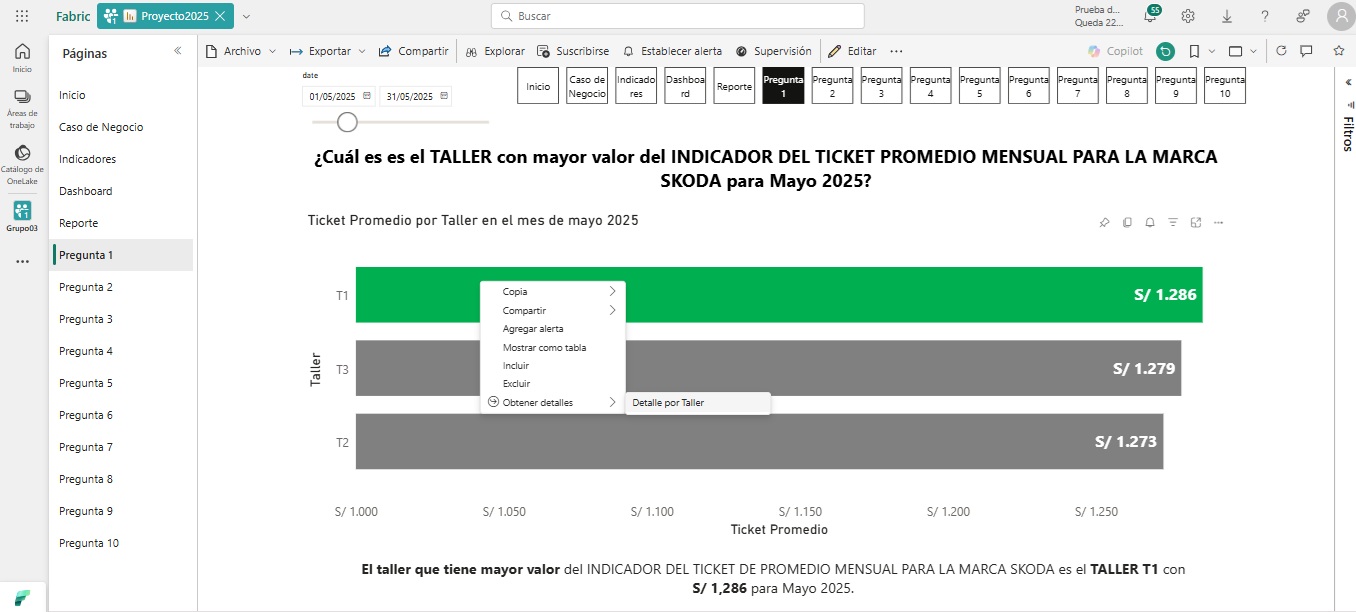 Fabric
Proyecto2025
Buscar
Prueba d...
Queda 22...
55
Inicio
Áreas de
trabajo
Catálogo de
OneLake
Grupo03
Páginas
Inicio
Caso de Negocio
Indicadores
Dashboard
Reporte
Pregunta 1
Pregunta 2
Pregunta 3
Pregunta 4
Pregunta 5
Pregunta 6
Pregunta 7
Pregunta 8
Pregunta 9
Pregunta 10
Archivo
Exportar
Compartir
Explorar
Suscribirse
Establecer alerta
Supervisión
Editar
Copilot
date
01/05/2025
31/05/2025
Inicio
Caso de
Negocio
Indicado
res
Dashboa
rd
Reporte
Pregunta
1
Pregunta
2
Pregunta
3
Pregunta
4
Pregunta
5
Pregunta
6
Pregunta
7
Pregunta
8
Pregunta
9
Pregunta
10
Filtros
¿Cuál es es el TALLER con mayor valor del INDICADOR DEL TICKET PROMEDIO MENSUAL PARA LA MARCA
SKODA para Mayo 2025?
Ticket Promedio por Taller en el mes de mayo 2025
Taller
T1
S/ 1.286
T3
S/ 1.279
T2
S/ 1.273
Copia
Compartir
Agregar alerta
Mostrar como tabla
Incluir
Excluir
Obtener detalles
Detalle por Taller
S/ 1.000
S/ 1.050
S/ 1.100
S/ 1.150
S/ 1.200
S/ 1.250
Ticket Promedio
El taller que tiene mayor valor del INDICADOR DEL TICKET DE PROMEDIO MENSUAL PARA LA MARCA SKODA es el TALLER T1 con
S/ 1,286 para Mayo 2025.